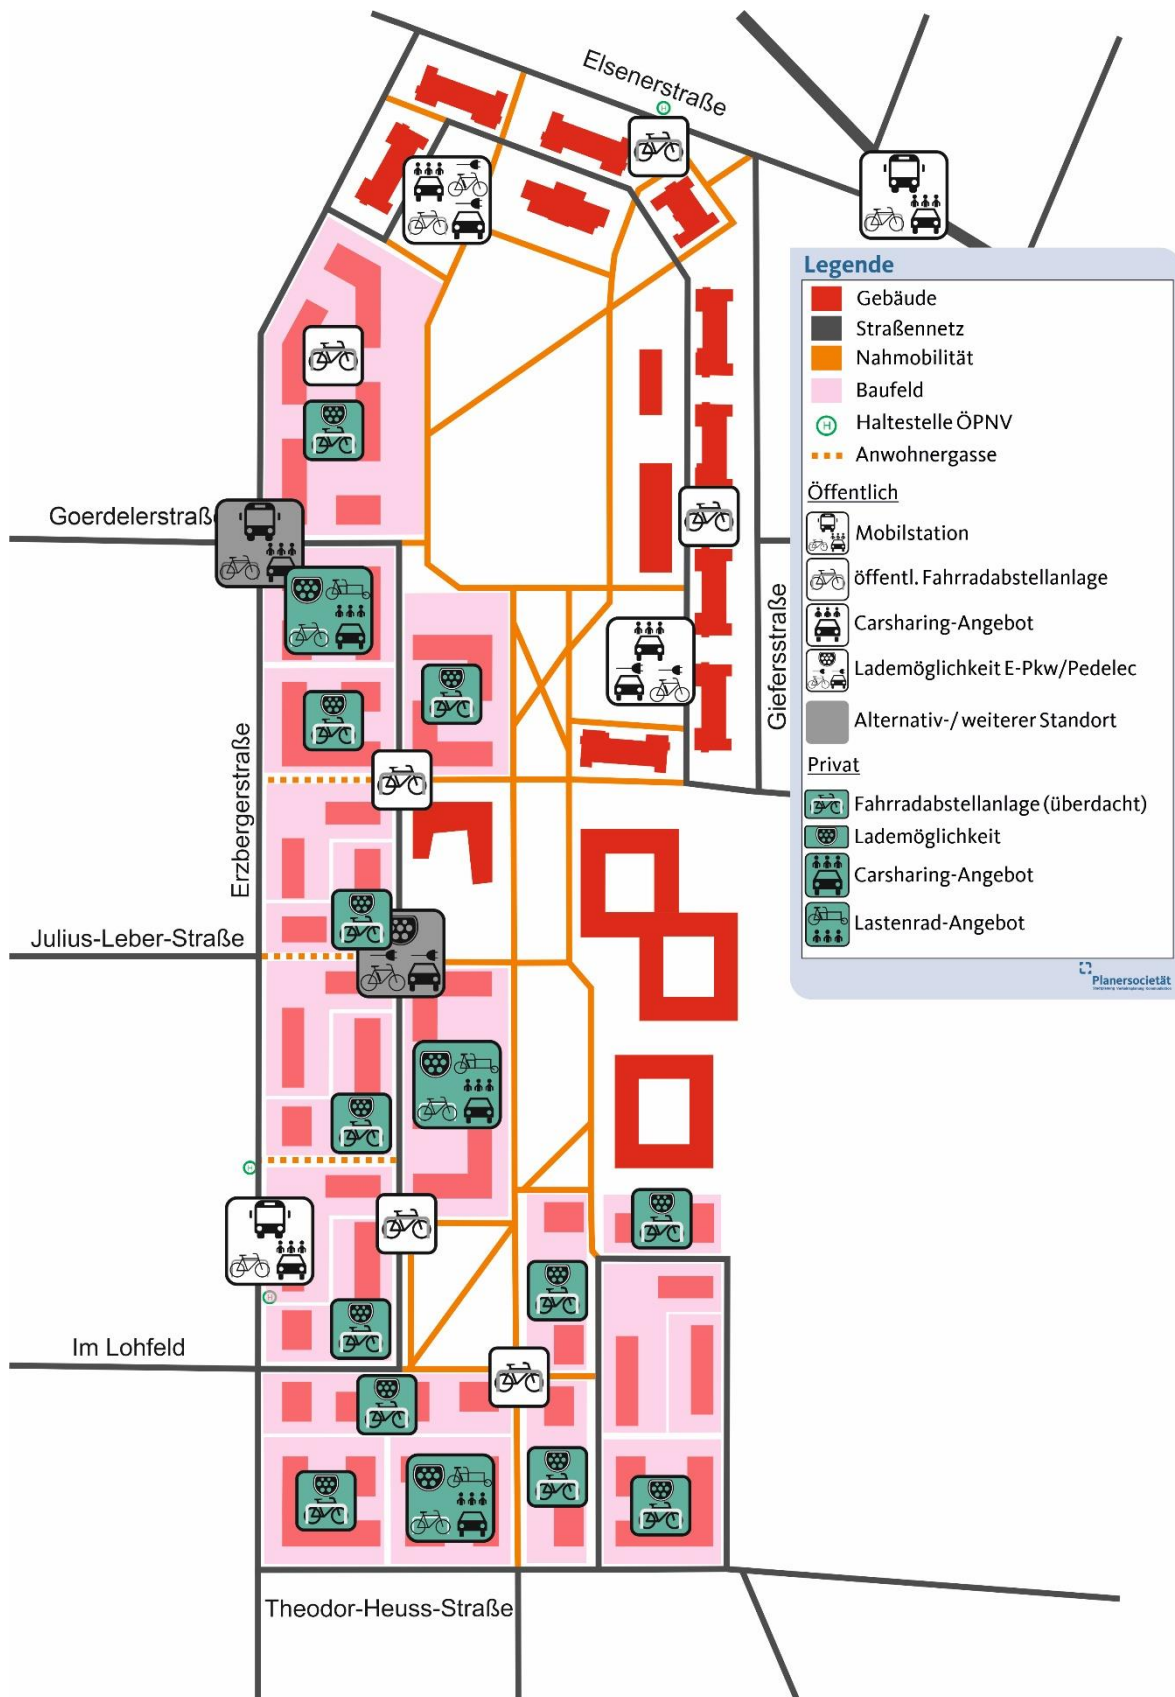 Elsenerstraße
H
Legende
Gebäude
Straßennetz
Nahmobilität
Baufeld
H Haltestelle ÖPNV
Anwohnergasse
Öffentlich
Mobilstation
öffentl. Fahrradabstellanlage
Carsharing-Angebot
Lademöglichkeit E-Pkw/Pedelec
Alternativ-/ weiterer Standort
Privat
Fahrradabstellanlage (überdacht)
Lademöglichkeit
Carsharing-Angebot
Lastenrad-Angebot
Planersocietät
Goerdelerstraß
Giefersstraße
Erzbergerstraße
Julius-Leber-Straße
H
H
Im Lohfeld
Theodor-Heuss-Straße